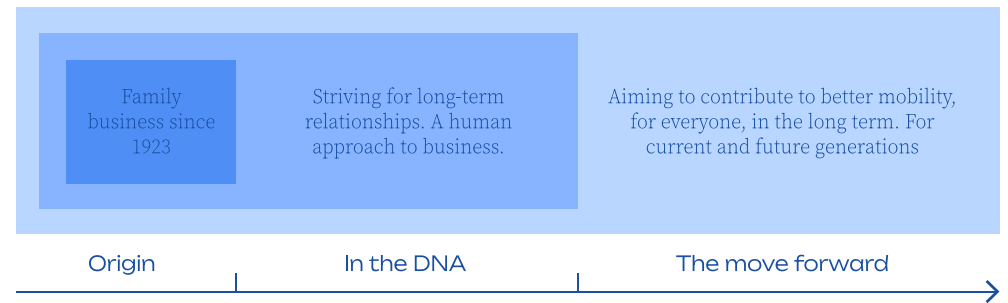 Family
business since
1923
Striving for long-term
relationships. A human
approach to business.
Aiming to contribute to better mobility,
for everyone, in the long term. For
current and future generations
Origin
In the DNA
The move forward